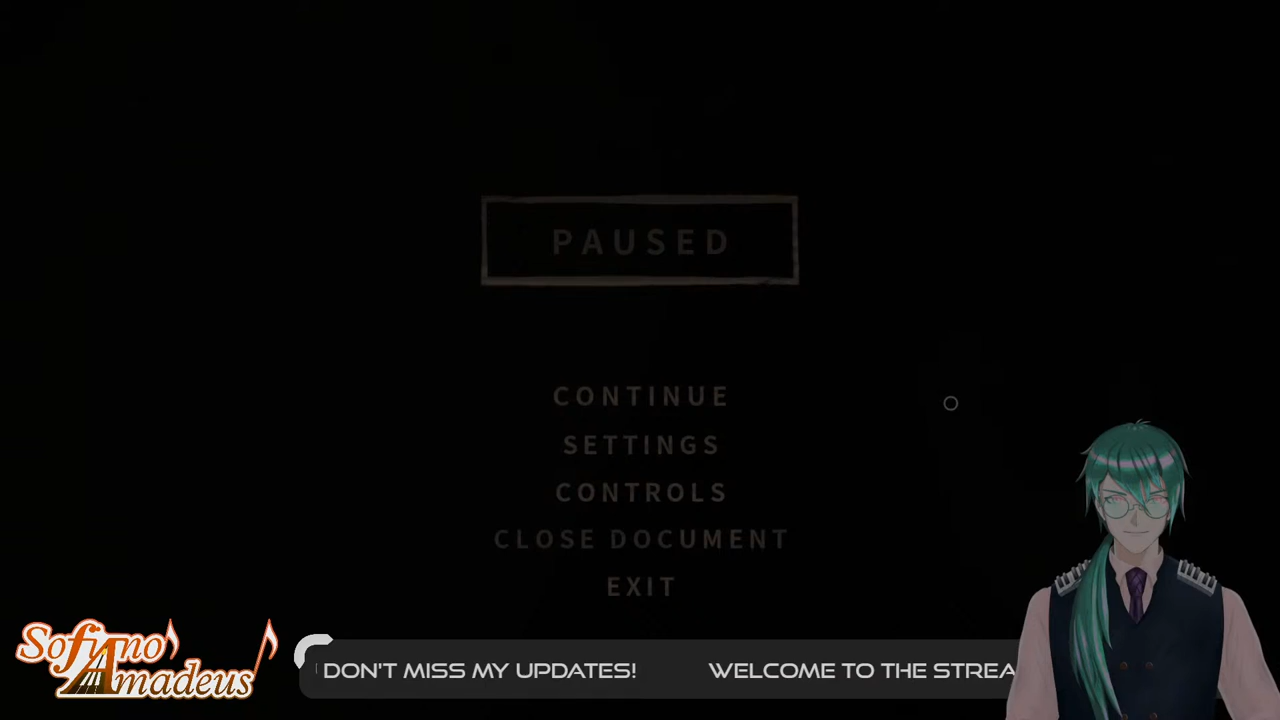 PAUSED
CONTINUE
SETTINGS
CONTROLS
CLOSE DOCUMENT
EXIT
Sofiano
Amadeus
DON'T MISS MY UPDATES! WELCOME TO THE STREA